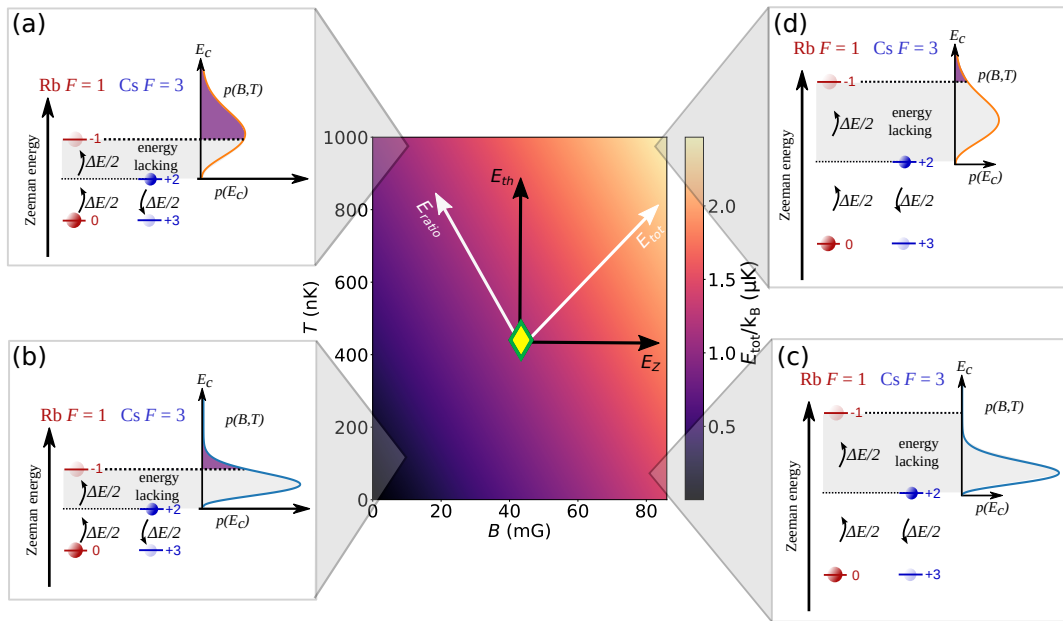 (a)
E_c
Rb F = 1 Cs F = 3
p(B,T)
Zeeman energy
-1
energy
lacking
ΔE/2
+2
p(E_c)
ΔE/2
ΔE/2
0
+3
(d)
E_c
Rb F = 1 Cs F = 3
p(B,T)
Zeeman energy
-1
ΔE/2
energy
lacking
+2
p(E_c)
ΔE/2
ΔE/2
0
+3
1000
800
600
400
200
0
T (nK)
0
20
40
60
80
B (mG)
E_th
E_ratio
E_tot
E_Z
2.0
1.5
1.0
0.5
E_tot/k_B (μK)
(b)
E_c
Rb F = 1 Cs F = 3
p(B,T)
Zeeman energy
-1
energy
lacking
ΔE/2
+2
p(E_c)
ΔE/2
ΔE/2
0
+3
(c)
E_c
Rb F = 1 Cs F = 3
p(B,T)
Zeeman energy
-1
ΔE/2
energy
lacking
+2
p(E_c)
ΔE/2
ΔE/2
0
+3